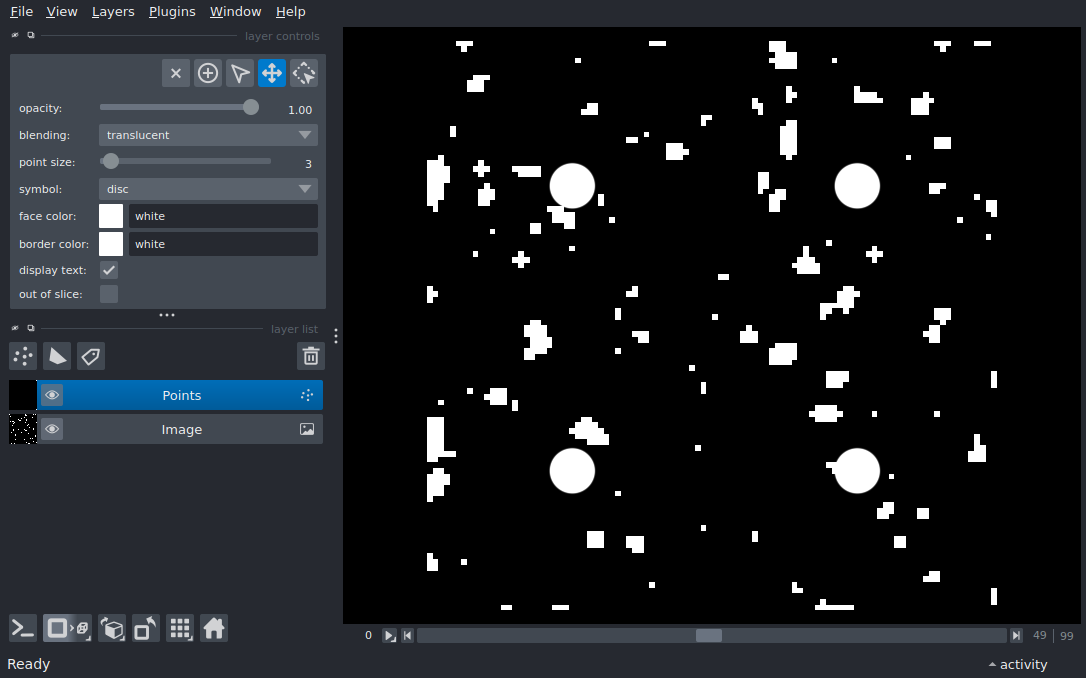 File View Layers Plugins Window Help
layer controls
opacity: 1.00
blending: translucent
point size: 3
symbol: disc
face color: white
border color: white
display text:
out of slice:
layer list
Points
Image
0 49 99
Ready activity